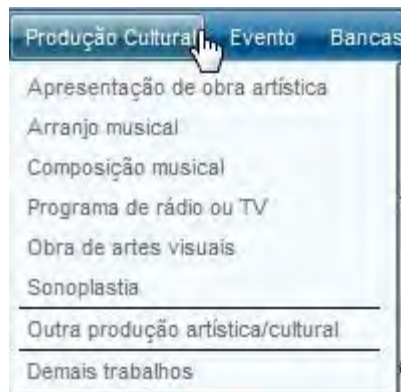 Produção Cultural Evento Bancas
Apresentação de obra artística
Arranjo musical
Composição musical
Programa de rádio ou TV
Obra de artes visuais
Sonoplastia
Outra produção artística/cultural
Demais trabalhos